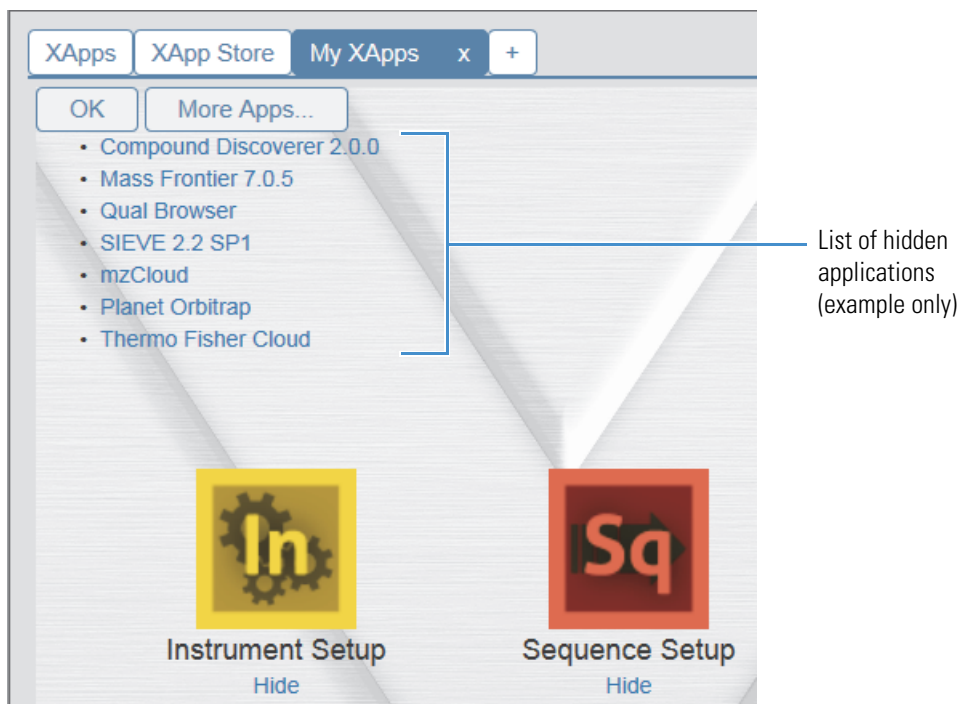 XApps XApp Store My XApps x +
OK More Apps...
• Compound Discoverer 2.0.0
• Mass Frontier 7.0.5
• Qual Browser
• SIEVE 2.2 SP1
• mzCloud
• Planet Orbitrap
• Thermo Fisher Cloud
List of hidden
applications
(example only)
In Sq
Instrument Setup Sequence Setup
Hide Hide